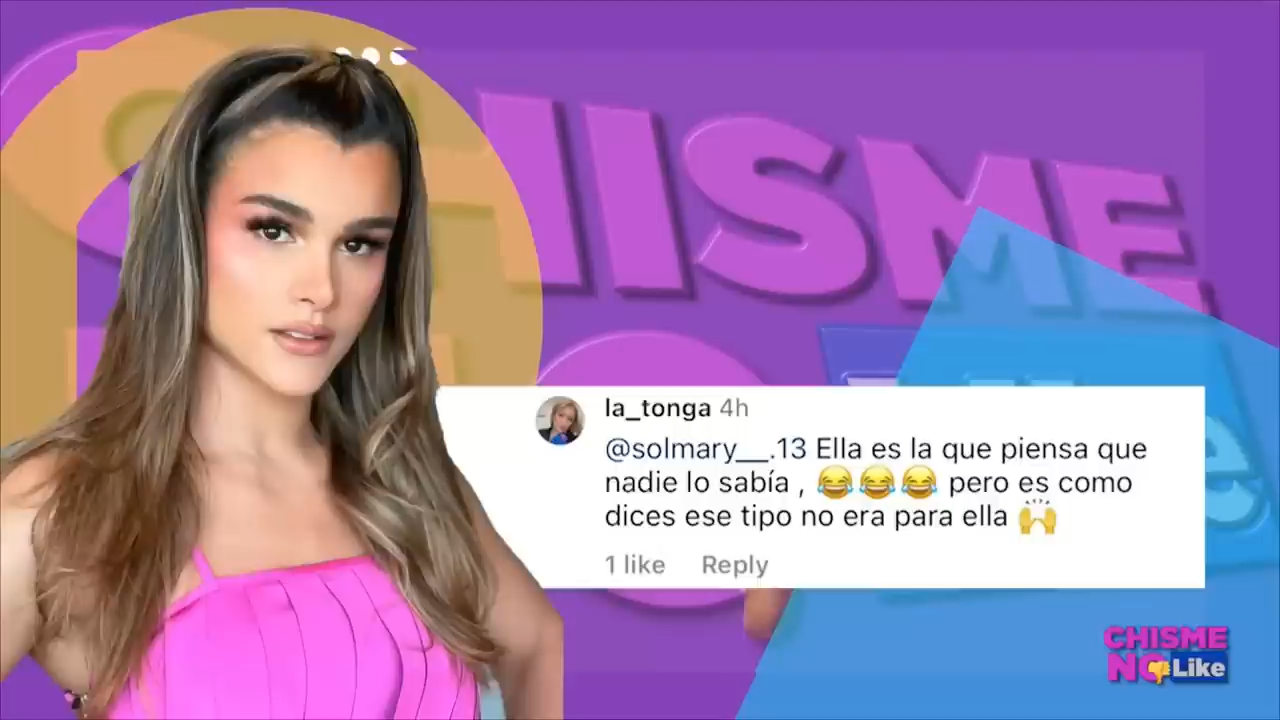 CHISME
la_tonga 4h
@solmary__.13 Ella es la que piensa que
nadie lo sabía , 😂😂😂 pero es como
dices ese tipo no era para ella 🙌
1 like Reply
CHISME
NO Like